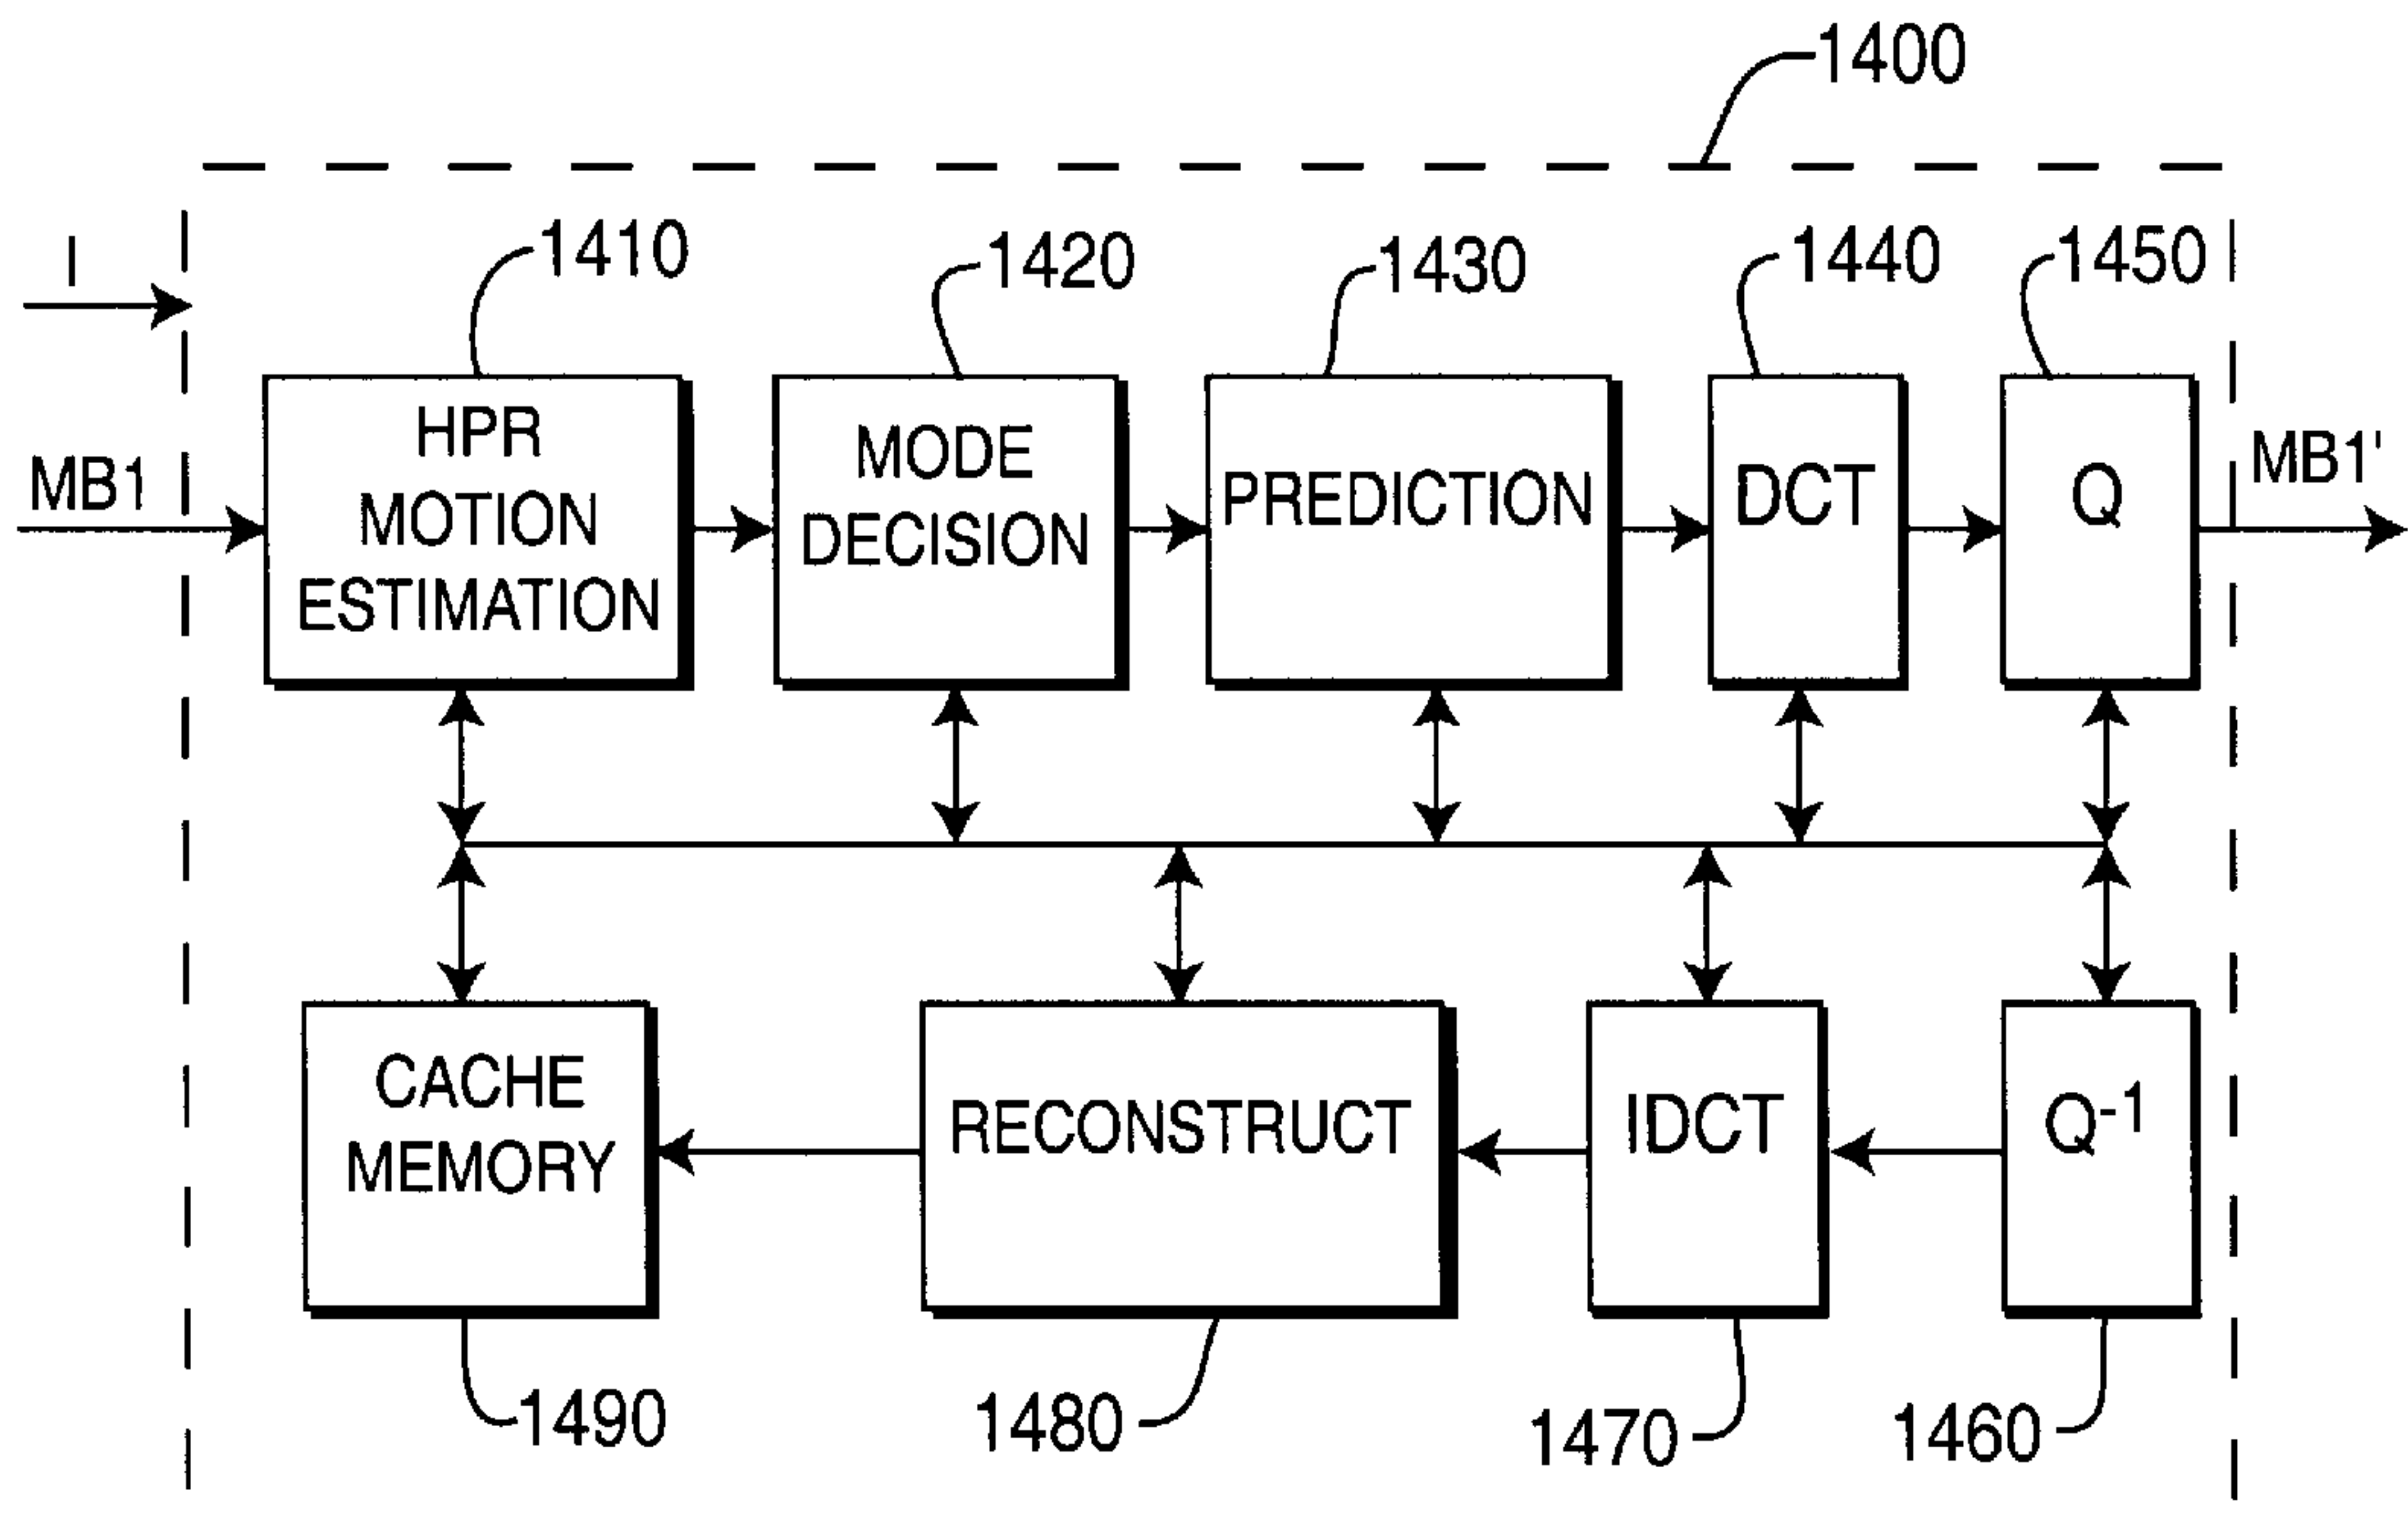 1400
I
1410
1420
1430
1440
1450
MB1
HPR
MOTION
ESTIMATION
MODE
DECISION
PREDICTION
DCT
Q
MB1'
CACHE
MEMORY
RECONSTRUCT
IDCT
Q-1
1490
1480
1470
1460